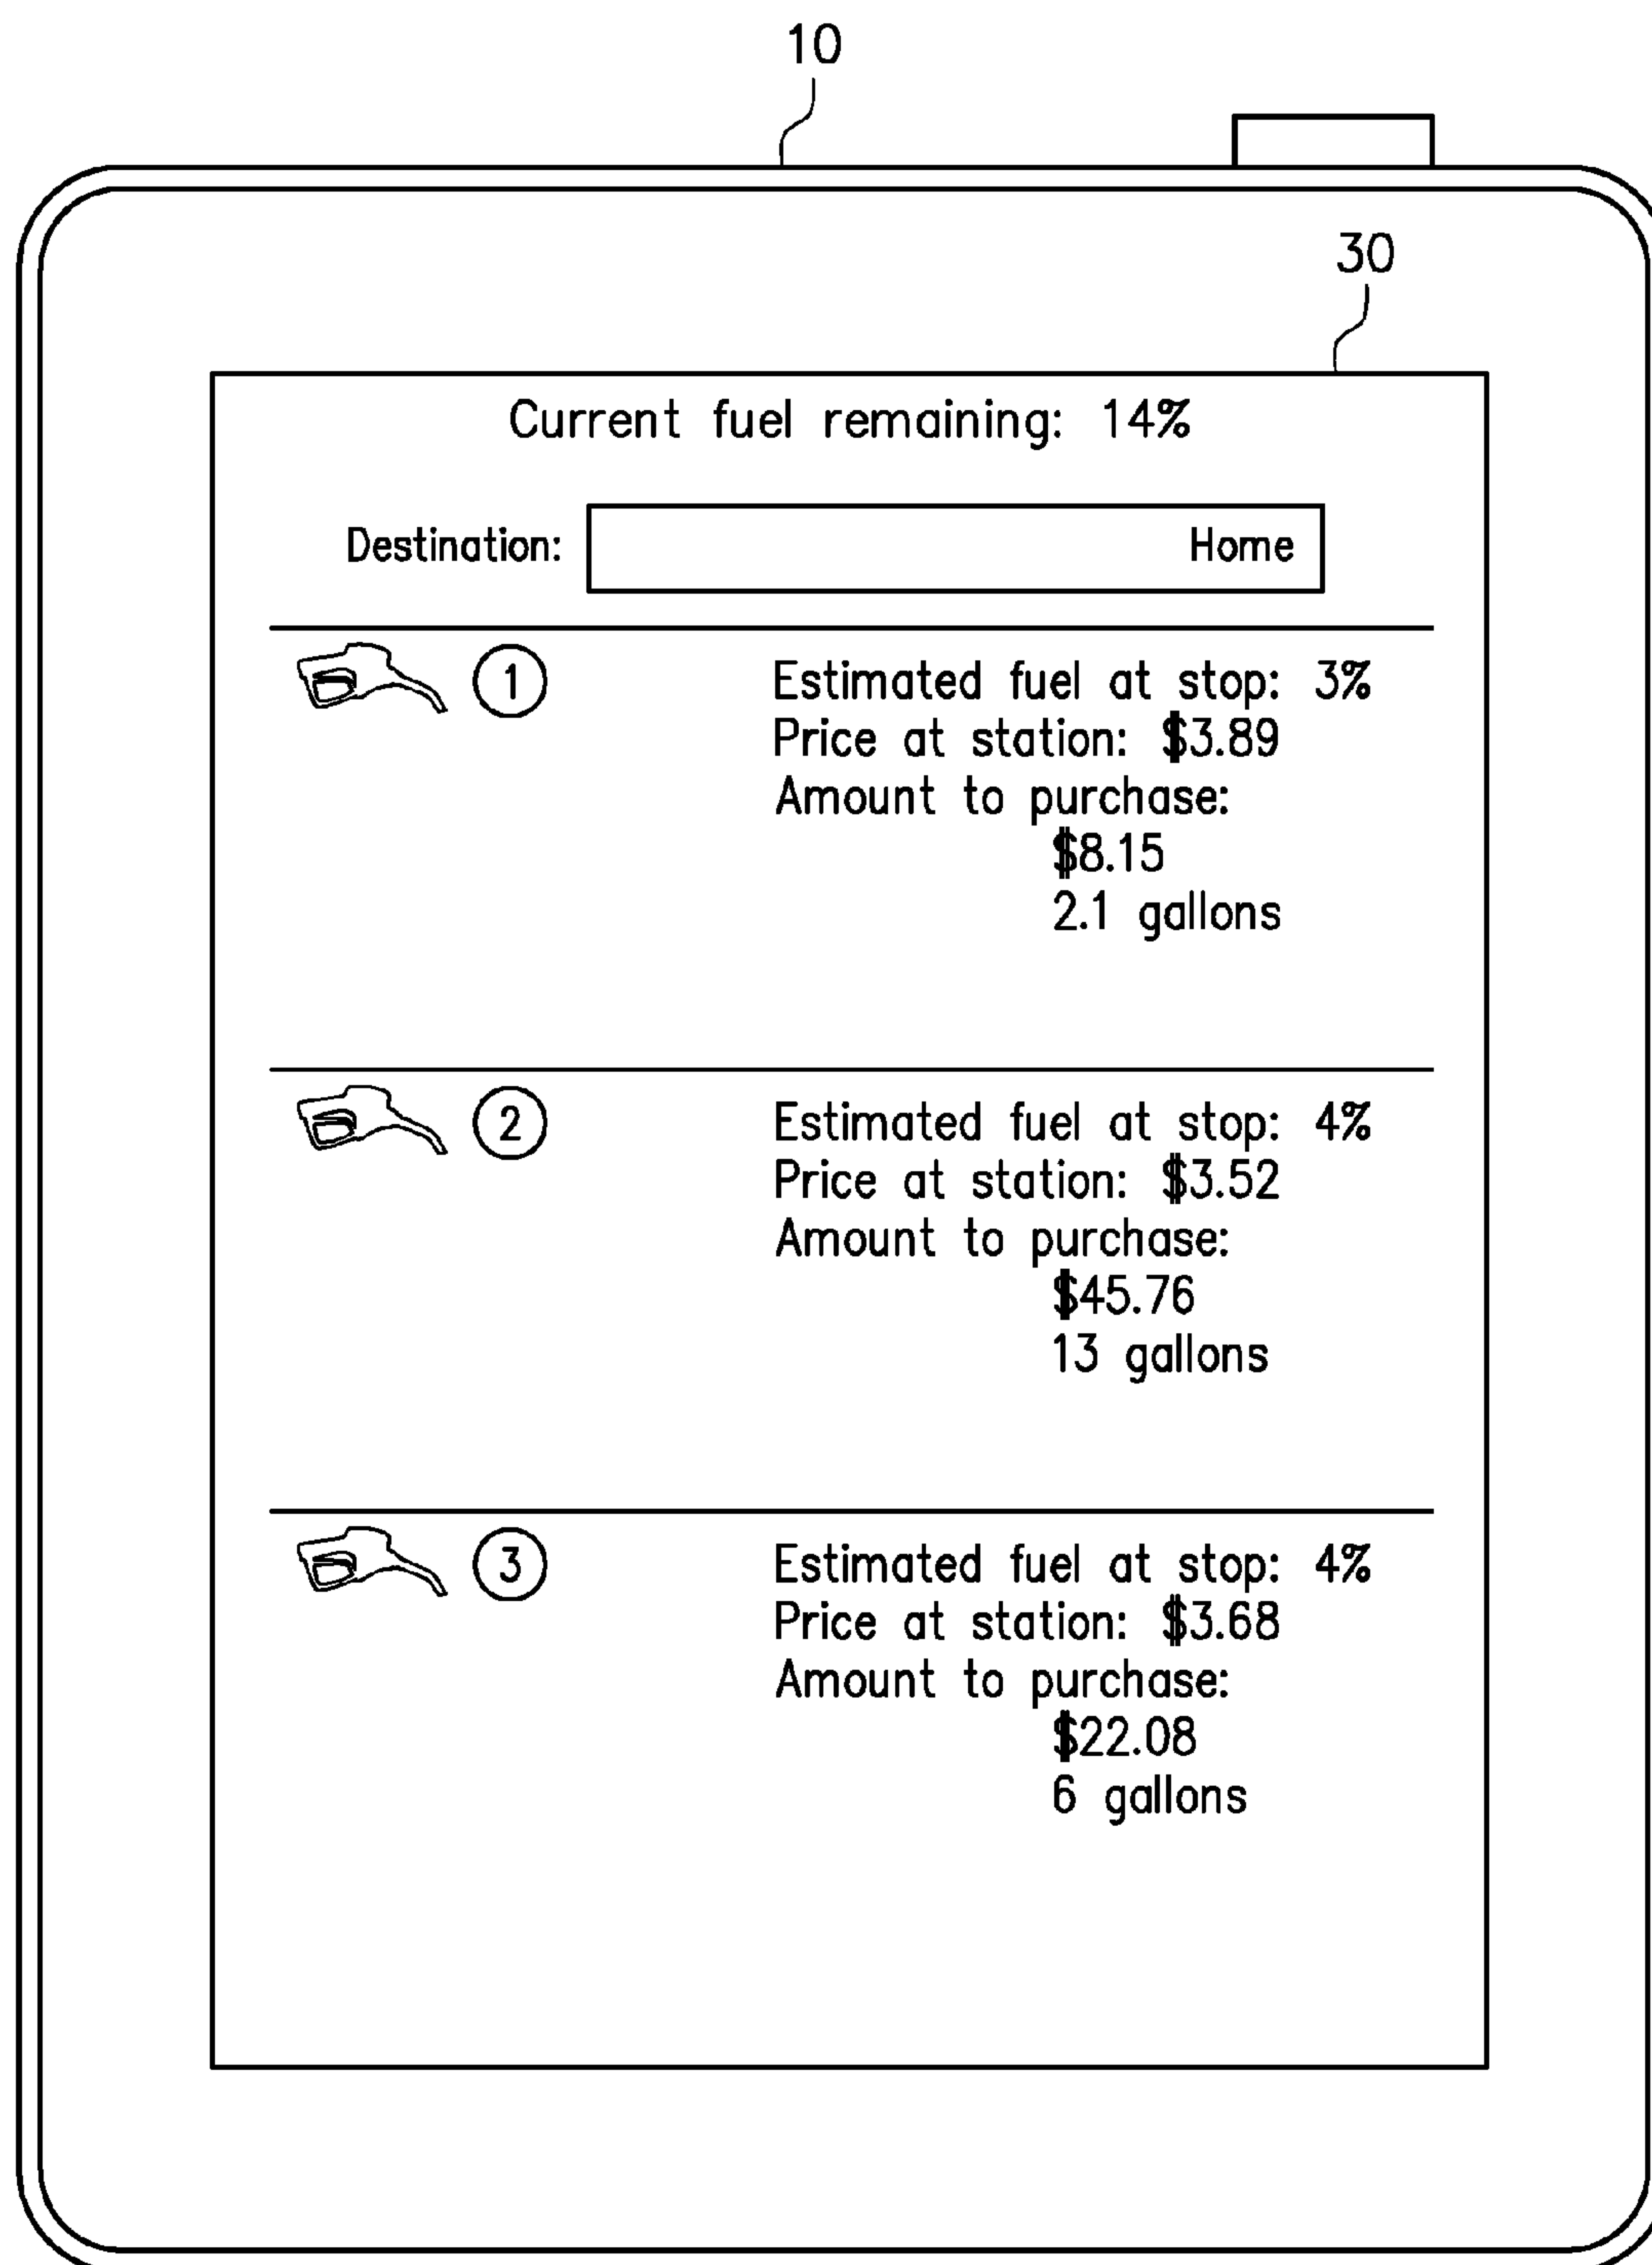 10
30
Current fuel remaining: 14%
Destination: Home
1 Estimated fuel at stop: 3%
Price at station: $3.89
Amount to purchase:
$8.15
2.1 gallons
2 Estimated fuel at stop: 4%
Price at station: $3.52
Amount to purchase:
$45.76
13 gallons
3 Estimated fuel at stop: 4%
Price at station: $3.68
Amount to purchase:
$22.08
6 gallons